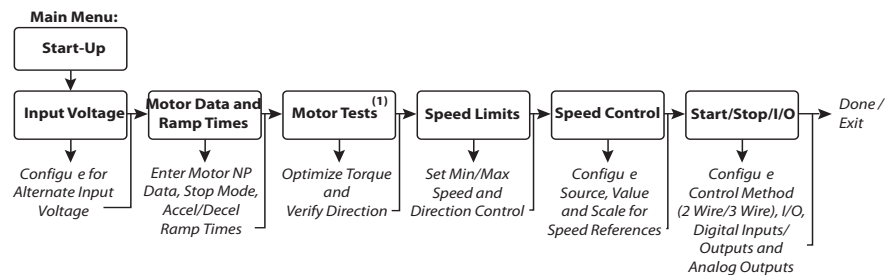 Main Menu:
Start-Up
Input Voltage
Configu e for
Alternate Input
Voltage
Motor Data and
Ramp Times
Enter Motor NP
Data, Stop Mode,
Accel/Decel
Ramp Times
Motor Tests (1)
Optimize Torque
and
Verify Direction
Speed Limits
Set Min/Max
Speed and
Direction Control
Speed Control
Configu e
Source, Value
and Scale for
Speed References
Start/Stop/I/O
Configu e
Control Method
(2 Wire/3 Wire), I/O,
Digital Inputs/
Outputs and
Analog Outputs
Done /
Exit